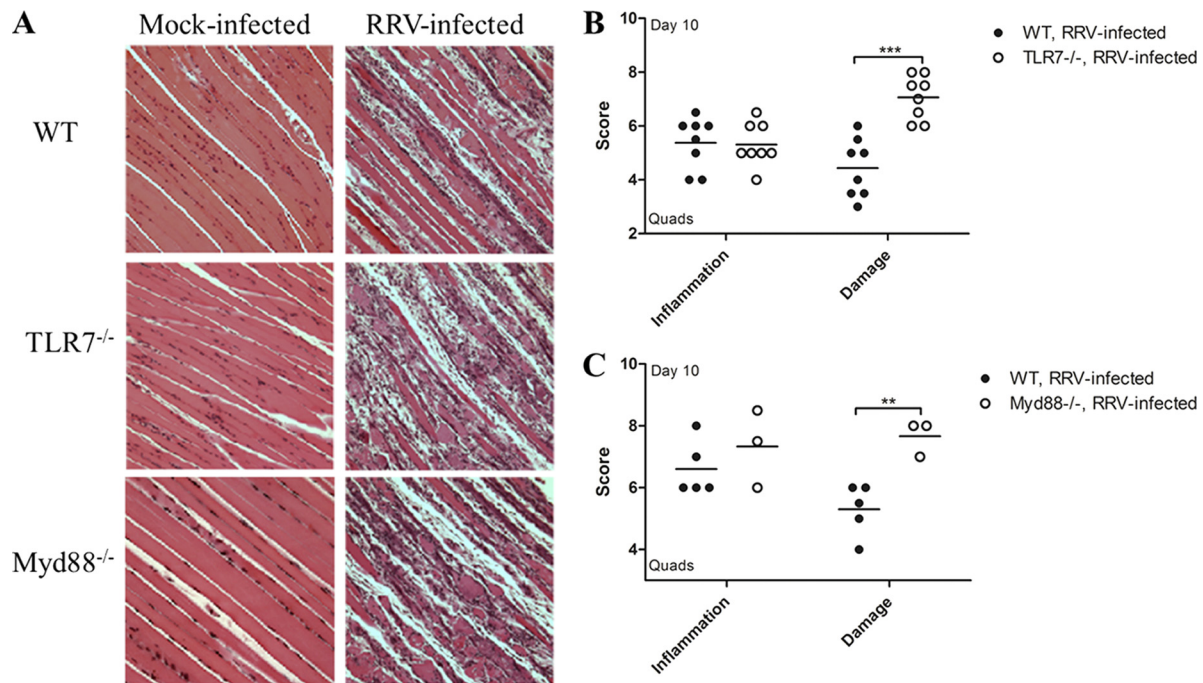 A
Mock-infected
RRV-infected
WT
TLR7-/-
Myd88-/-
B
10
8
6
4
2
Score
Day 10
Quads
***
Inflammation
Damage
WT, RRV-infected
TLR7-/-, RRV-infected
C
10
8
6
4
Score
Day 10
Quads
**
Inflammation
Damage
WT, RRV-infected
Myd88-/-, RRV-infected